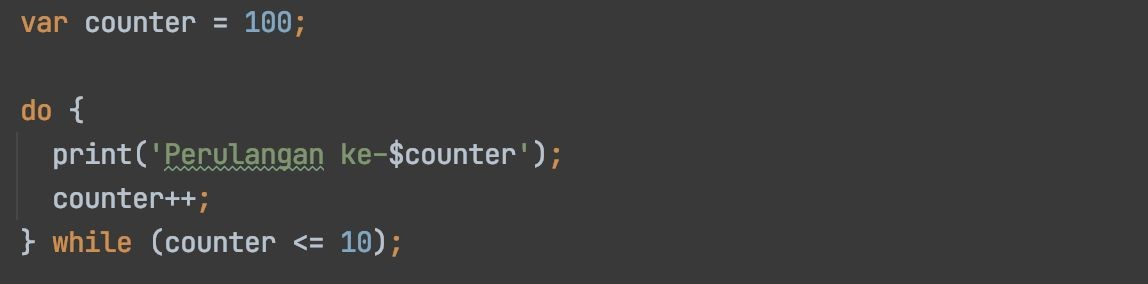 var counter = 100;
do {
print('Perulangan ke-$counter');
counter++;
} while (counter <= 10);